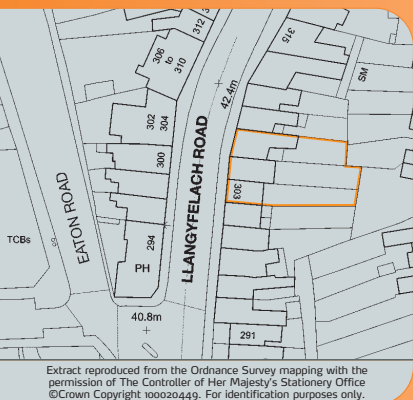 312
315
306
to
310
SM
42.4m
302
304
300
LLANGYFELACH ROAD
303
EATON ROAD
TCBs
294
PH
40.8m
291
Extract reproduced from the Ordnance Survey mapping with the
permission of The Controller of Her Majesty's Stationery Office
©Crown Copyright 100020449. For identification purposes only.